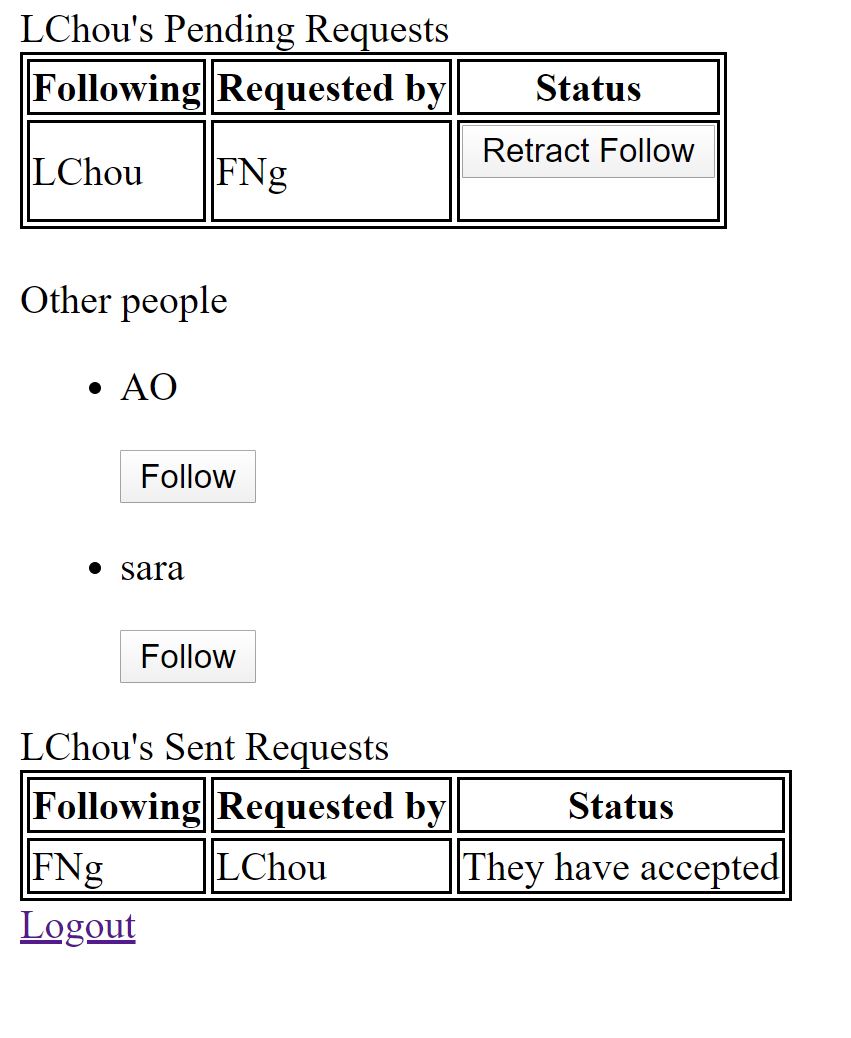 LChou's Pending Requests
Following Requested by Status
LChou FNg Retract Follow
Other people
AO
Follow
sara
Follow
LChou's Sent Requests
Following Requested by Status
FNg LChou They have accepted
Logout